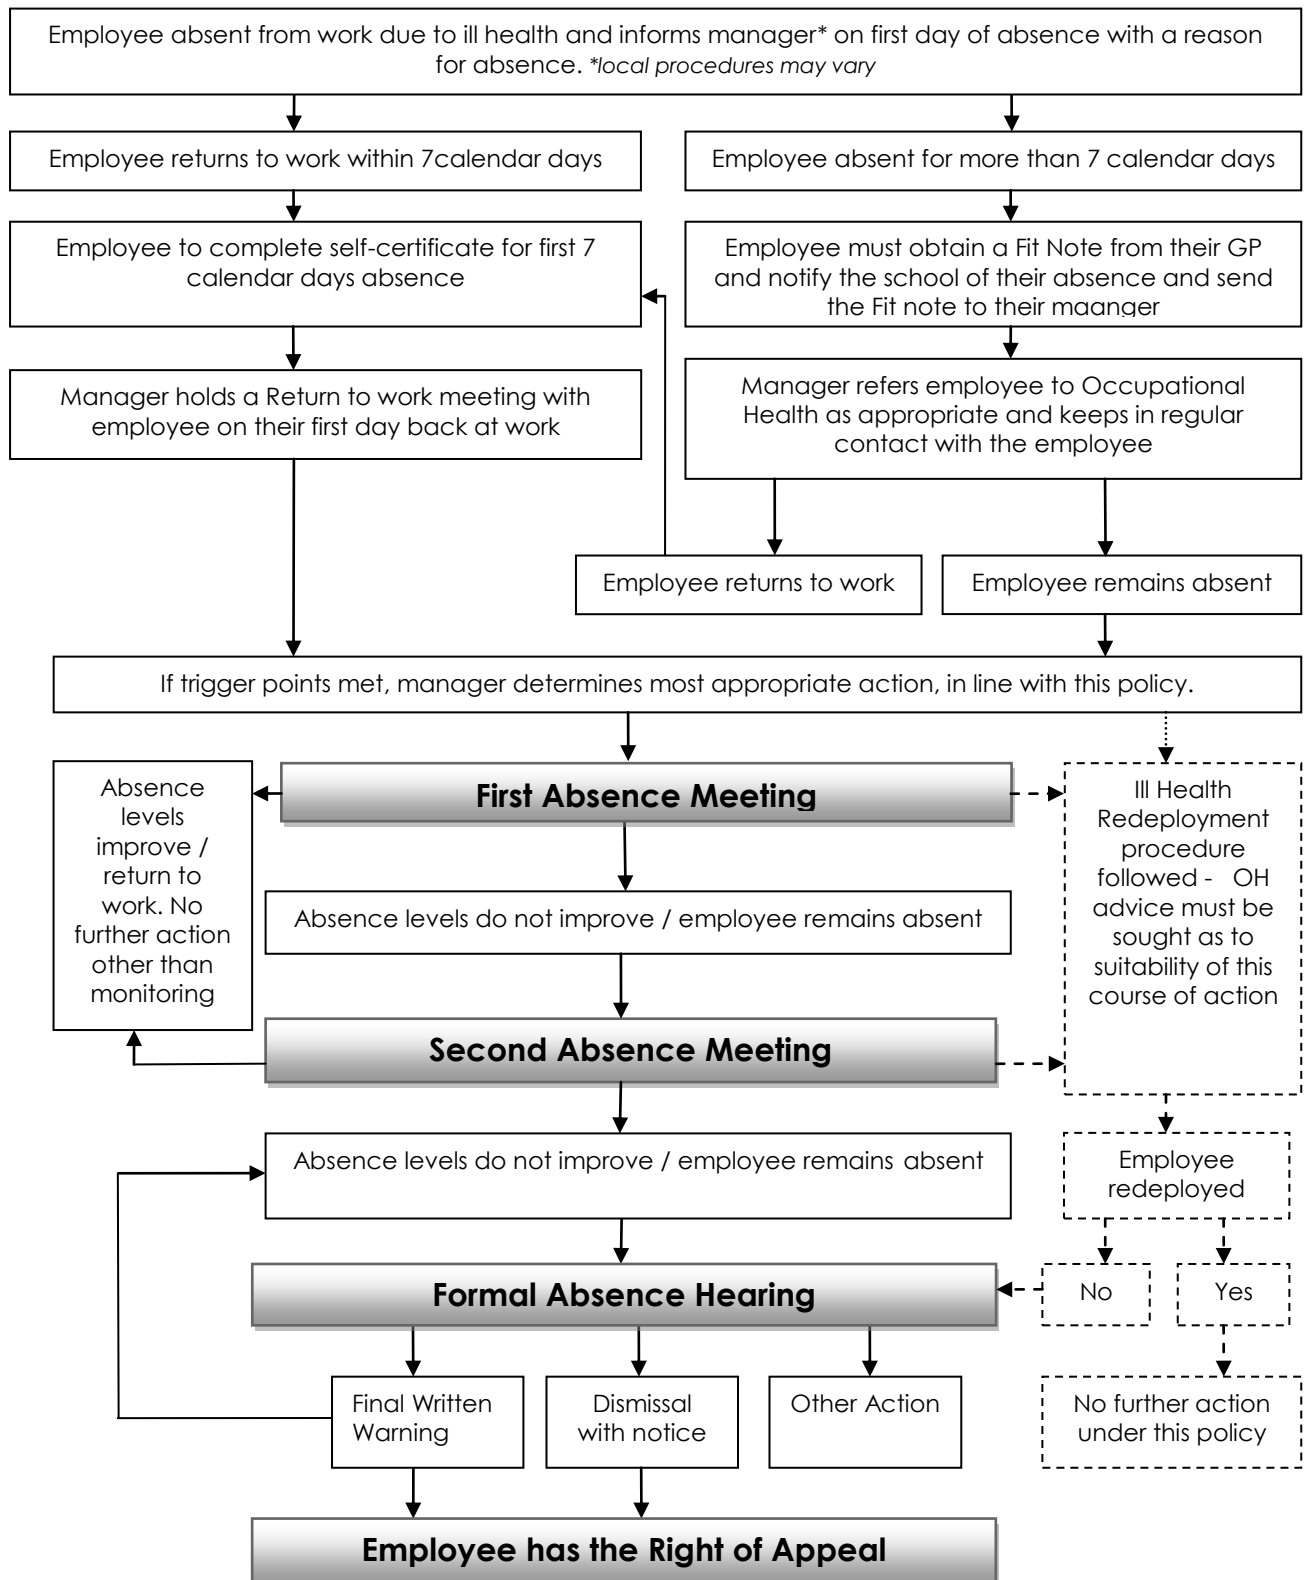 Employee absent from work due to ill health and informs manager* on first day of absence with a reason
for absence. *local procedures may vary
Employee returns to work within 7calendar days
Employee absent for more than 7 calendar days
Employee to complete self-certificate for first 7
calendar days absence
Employee must obtain a Fit Note from their GP
and notify the school of their absence and send
the Fit note to their maanger
Manager holds a Return to work meeting with
employee on their first day back at work
Manager refers employee to Occupational
Health as appropriate and keeps in regular
contact with the employee
Employee returns to work
Employee remains absent
If trigger points met, manager determines most appropriate action, in line with this policy.
First Absence Meeting
Absence
levels
improve /
return to
work. No
further action
other than
monitoring
Ill Health
Redeployment
procedure
followed - OH
advice must be
sought as to
suitability of this
course of action
Absence levels do not improve / employee remains absent
Second Absence Meeting
Absence levels do not improve / employee remains absent
Employee
redeployed
Formal Absence Hearing
No
Yes
Final Written
Warning
Dismissal
with notice
Other Action
No further action
under this policy
Employee has the Right of Appeal